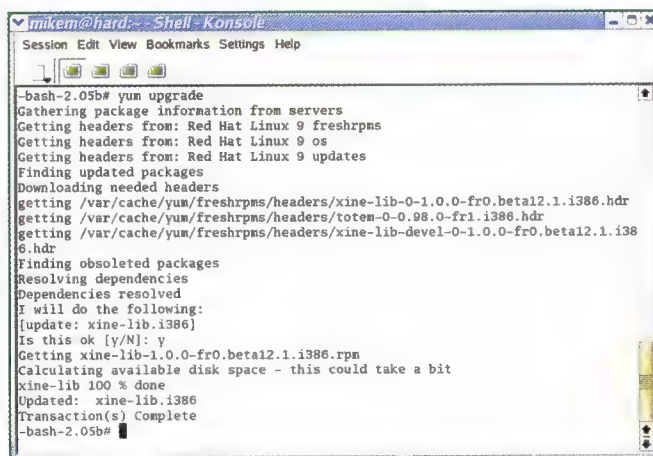 mikem@hard:~ - Shell - Konsole
Session Edit View Bookmarks Settings Help
-bash-2.05b# yum upgrade
Gathering package information from servers
Getting headers from: Red Hat Linux 9 freshrpms
Getting headers from: Red Hat Linux 9 os
Getting headers from: Red Hat Linux 9 updates
Finding updated packages
Downloading needed headers
getting /var/cache/yum/freshrpms/headers/xine-lib-0-1.0.0-fr0.beta12.1.i386.hdr
getting /var/cache/yum/freshrpms/headers/totem-0-0.98.0-fr1.i386.hdr
getting /var/cache/yum/freshrpms/headers/xine-lib-devel-0-1.0.0-fr0.beta12.1.i38
6.hdr
Finding obsoleted packages
Resolving dependencies
Dependencies resolved
I will do the following:
[update: xine-lib.i386]
Is this ok [y/N]: y
Getting xine-lib-1.0.0-fr0.beta12.1.i386.rpm
Calculating available disk space - this could take a bit
xine-lib 100 % done
Updated:  xine-lib.i386
Transaction(s) Complete
-bash-2.05b#